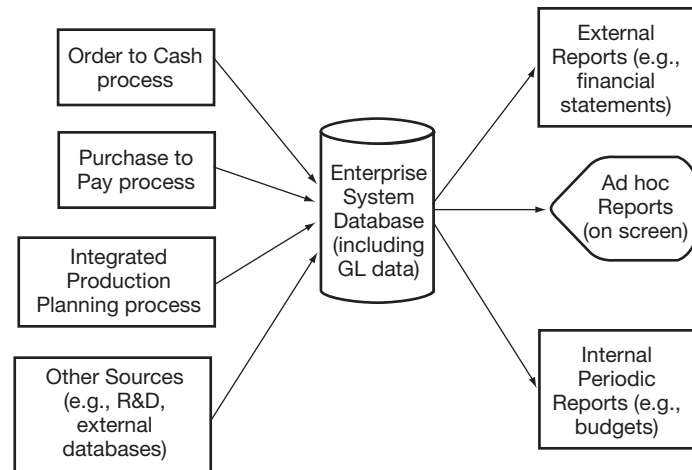 Order to Cash
process
Purchase to
Pay process
Integrated
Production
Planning process
Other Sources
(e.g., R&D,
external
databases)
Enterprise
System
Database
(including
GL data)
External
Reports (e.g.,
financial
statements)
Ad hoc
Reports
(on screen)
Internal
Periodic
Reports (e.g.,
budgets)